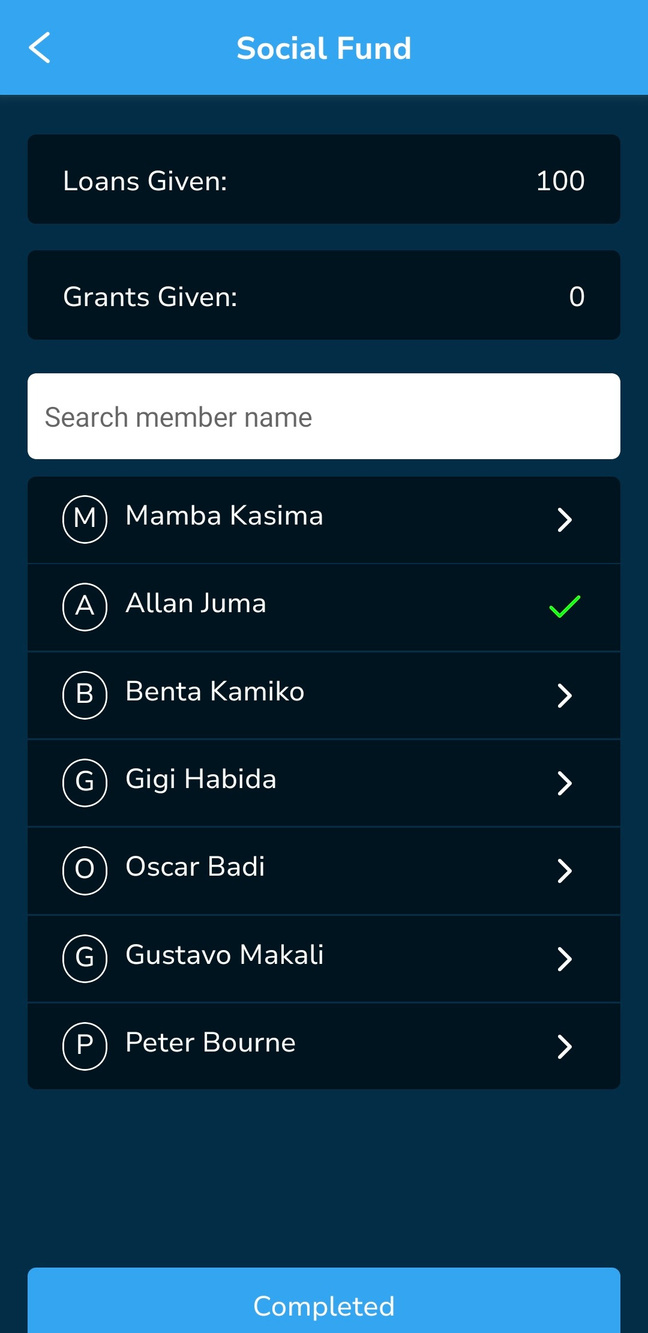 Social Fund
Loans Given: 100
Grants Given: 0
Search member name
M Mamba Kasima
A Allan Juma
B Benta Kamiko
G Gigi Habida
O Oscar Badi
G Gustavo Makali
P Peter Bourne
Completed